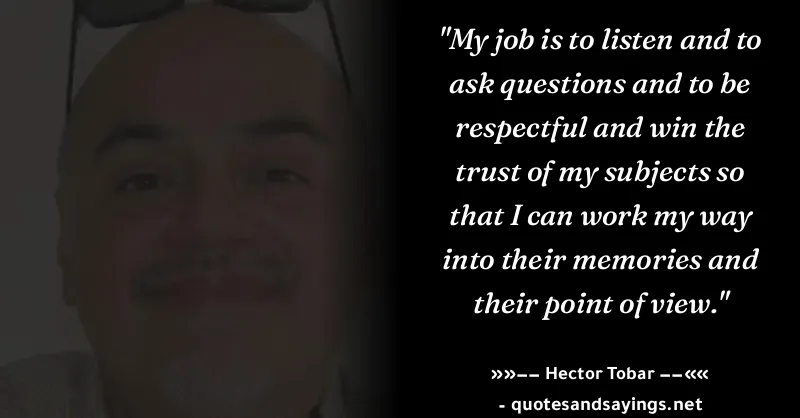 "My job is to listen and to
ask questions and to be
respectful and win the
trust of my subjects so
that I can work my way
into their memories and
their point of view."
»»–– Hector Tobar ––««
- quotesandsayings.net